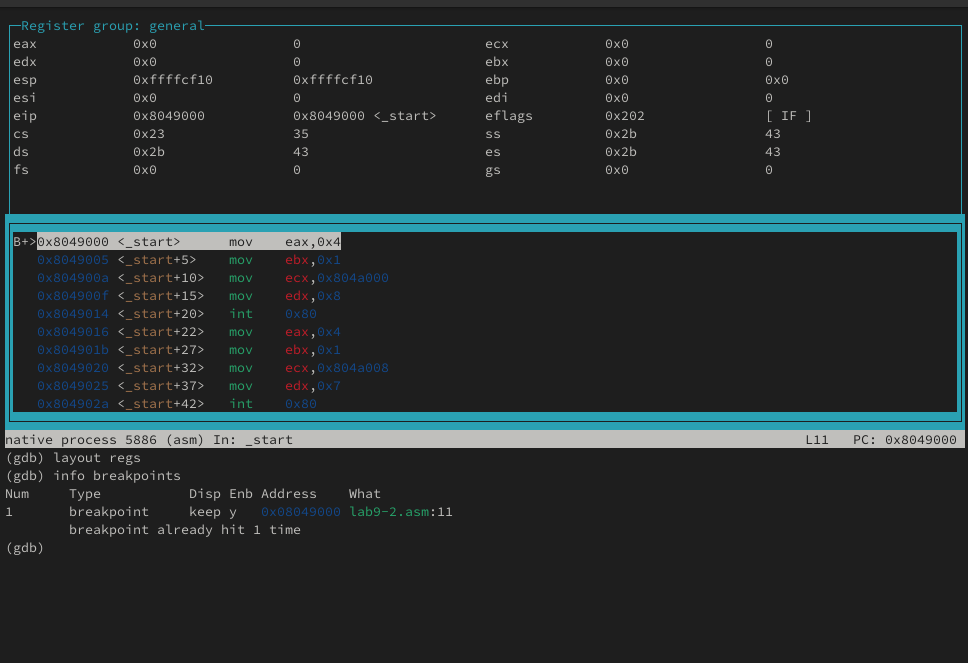 Register group: general
eax 0x0 0 ecx 0x0 0
edx 0x0 0 ebx 0x0 0
esp 0xffffcf10 0xffffcf10 ebp 0x0 0x0
esi 0x0 0 edi 0x0 0
eip 0x8049000 0x8049000 <_start> eflags 0x202 [ IF ]
cs 0x23 35 ss 0x2b 43
ds 0x2b 43 es 0x2b 43
fs 0x0 0 gs 0x0 0
B+>0x8049000 <_start> mov eax,0x4
0x8049005 <_start+5> mov ebx,0x1
0x804900a <_start+10> mov ecx,0x804a000
0x804900f <_start+15> mov edx,0x8
0x8049014 <_start+20> int 0x80
0x8049016 <_start+22> mov eax,0x4
0x804901b <_start+27> mov ebx,0x1
0x8049020 <_start+32> mov ecx,0x804a008
0x8049025 <_start+37> mov edx,0x7
0x804902a <_start+42> int 0x80
native process 5886 (asm) In: _start L11 PC: 0x8049000
(gdb) layout regs
(gdb) info breakpoints
Num Type Disp Enb Address What
1 breakpoint keep y 0x08049000 lab9-2.asm:11
breakpoint already hit 1 time
(gdb)